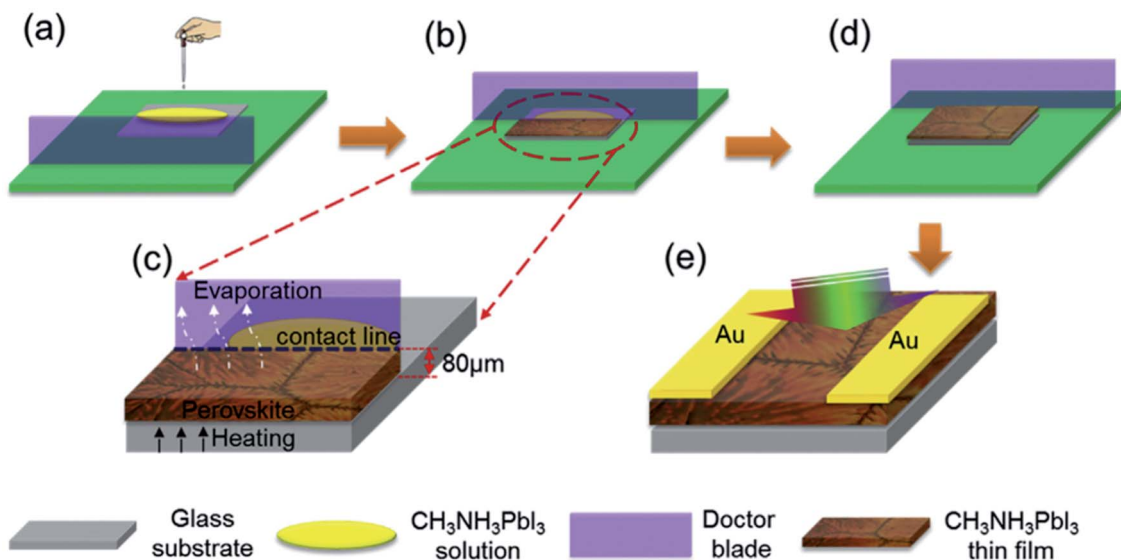 (a)
(b)
(d)
(c)
Evaporation
contact line
80μm
Perovskite
Heating
(e)
Au
Au
Glass
substrate
CH3NH3PbI3
solution
Doctor
blade
CH3NH3PbI3
thin film